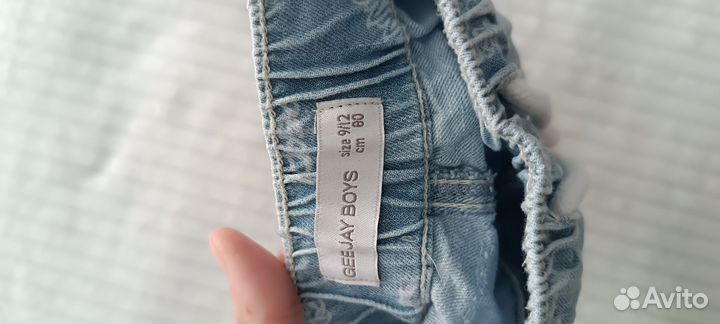 GEEJAY BOYS
size 9/12
cm 80
Avito